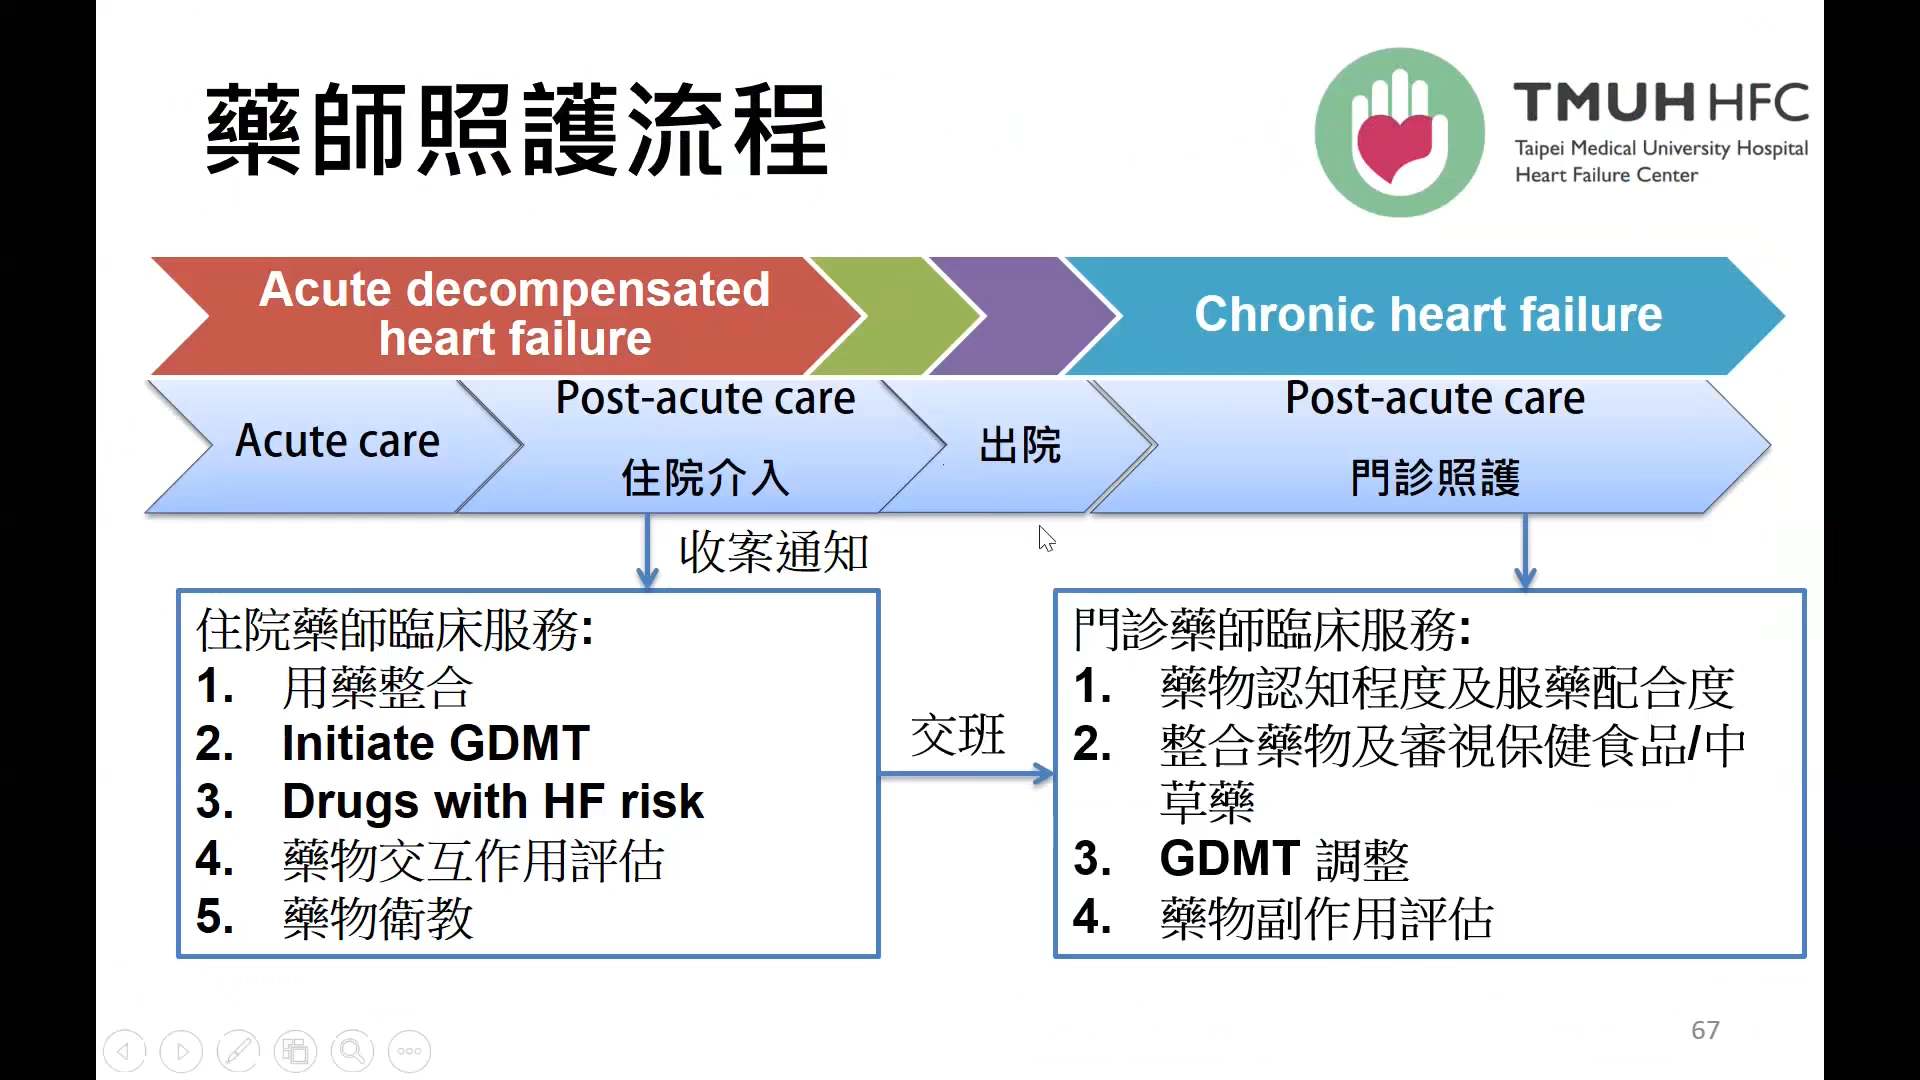 藥師照護流程
TMUH HFC
Taipei Medical University Hospital
Heart Failure Center
Acute decompensated
heart failure
Chronic heart failure
Acute care
Post-acute care
住院介入
出院
Post-acute care
門診照護
收案通知
住院藥師臨床服務:
1. 用藥整合
2. Initiate GDMT
3. Drugs with HF risk
4. 藥物交互作用評估
5. 藥物衛教
交班
門診藥師臨床服務:
1. 藥物認知程度及服藥配合度
2. 整合藥物及審視保健食品/中
草藥
3. GDMT 調整
4. 藥物副作用評估
67